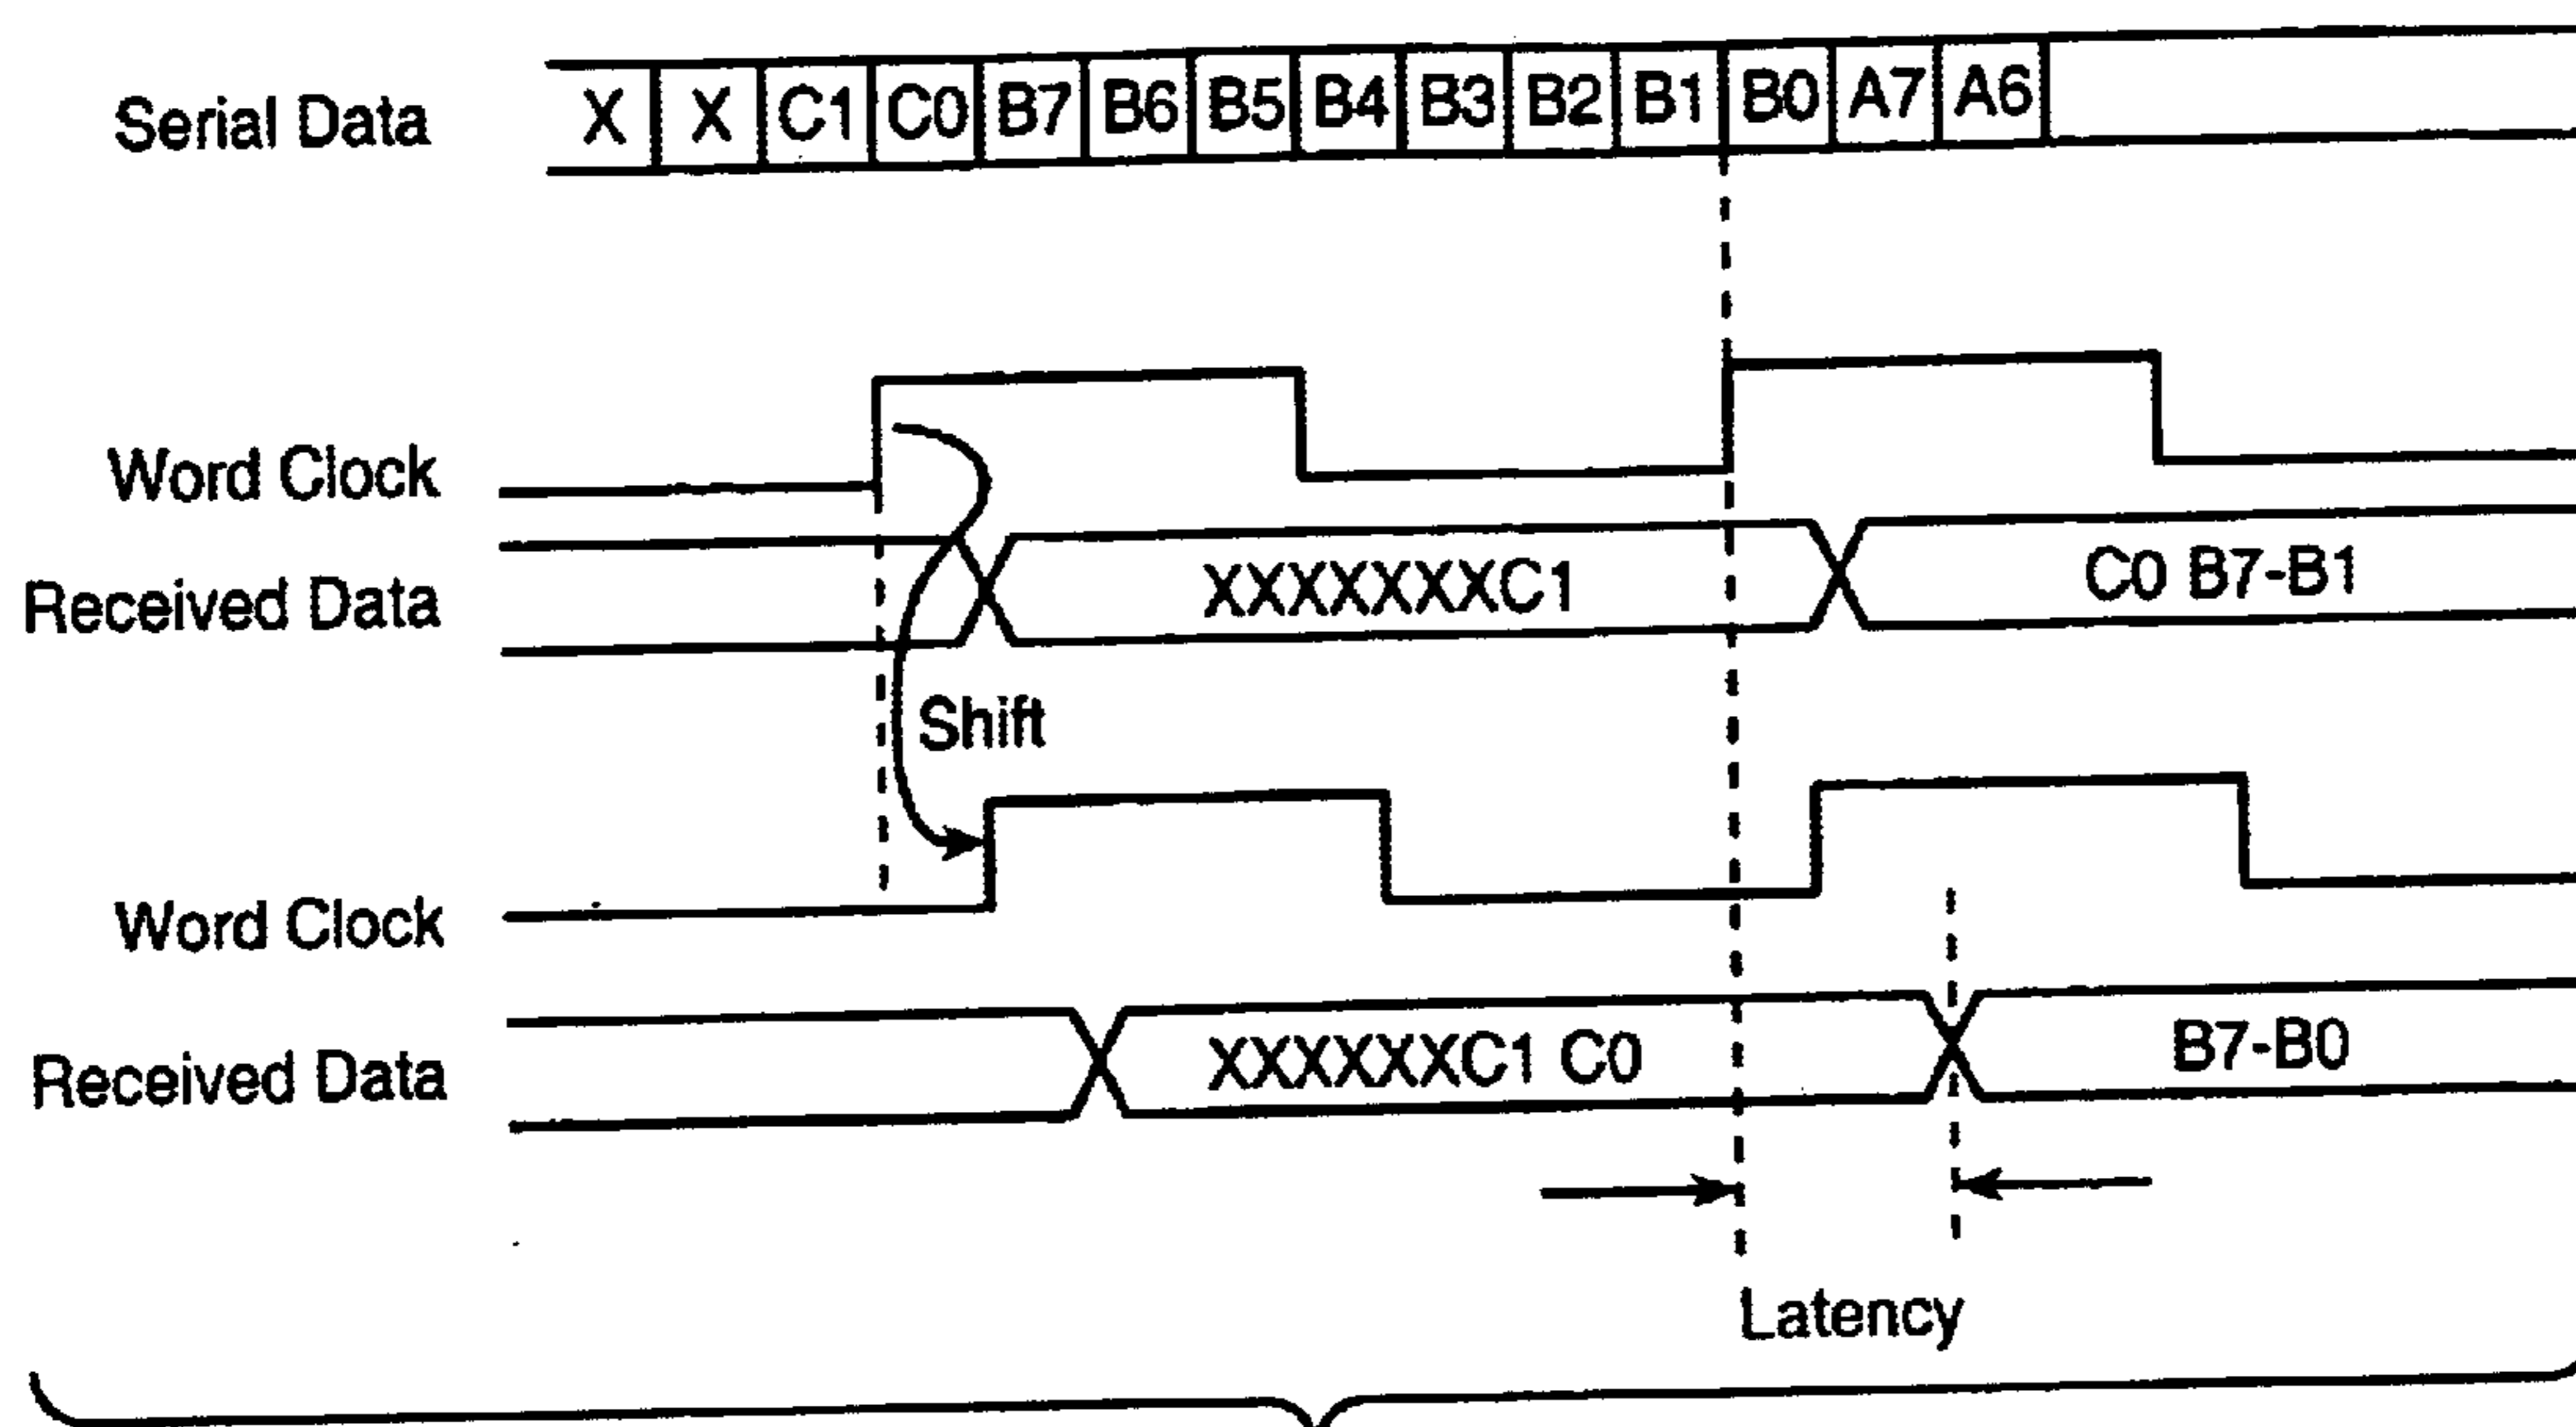 Serial Data X X C1 C0 B7 B6 B5 B4 B3 B2 B1 B0 A7 A6
Word Clock
Received Data XXXXXXXC1 C0 B7-B1
Shift
Word Clock
Received Data XXXXXXC1 C0 B7-B0
Latency